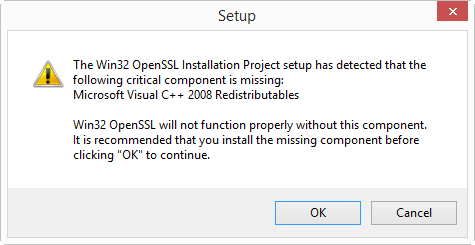 Setup
The Win32 OpenSSL Installation Project setup has detected that the
following critical component is missing:
Microsoft Visual C++ 2008 Redistributables
Win32 OpenSSL will not function properly without this component.
It is recommended that you install the missing component before
clicking "OK" to continue.
OK
Cancel